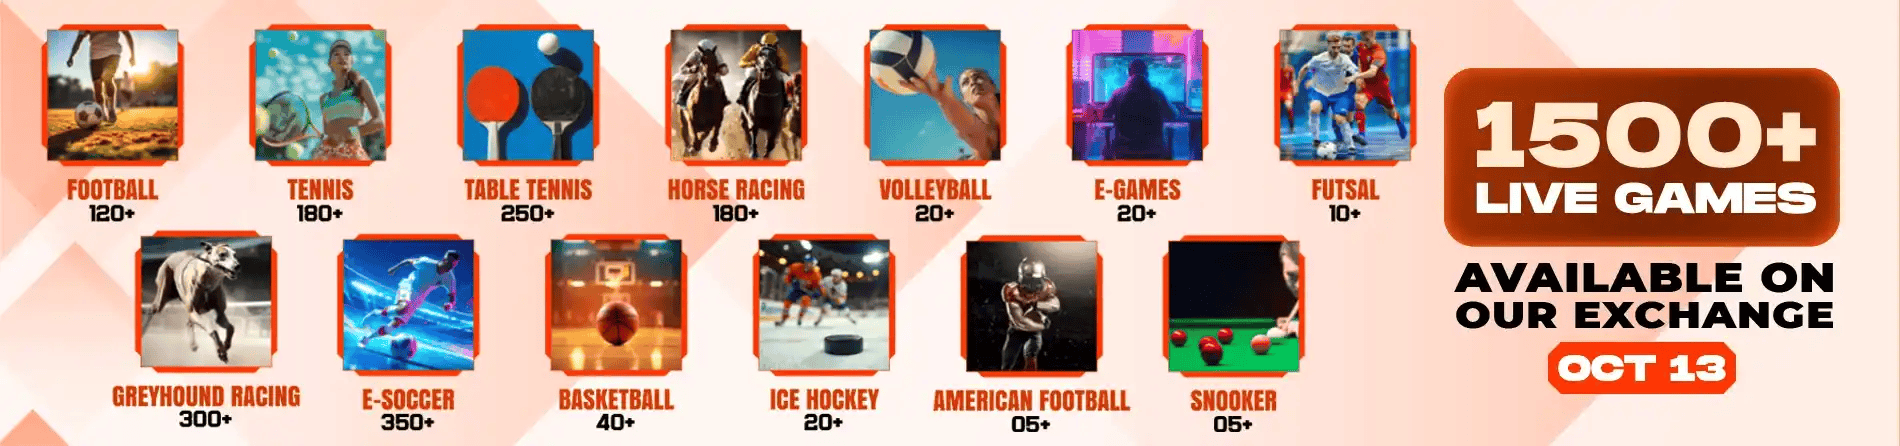 FOOTBALL
120+
TENNIS
180+
TABLE TENNIS
250+
HORSE RACING
180+
VOLLEYBALL
20+
E-GAMES
20+
FUTSAL
10+
GREYHOUND RACING
300+
E-SOCCER
350+
BASKETBALL
40+
ICE HOCKEY
20+
AMERICAN FOOTBALL
05+
SNOOKER
05+
1500+
LIVE GAMES
AVAILABLE ON
OUR EXCHANGE
OCT 13